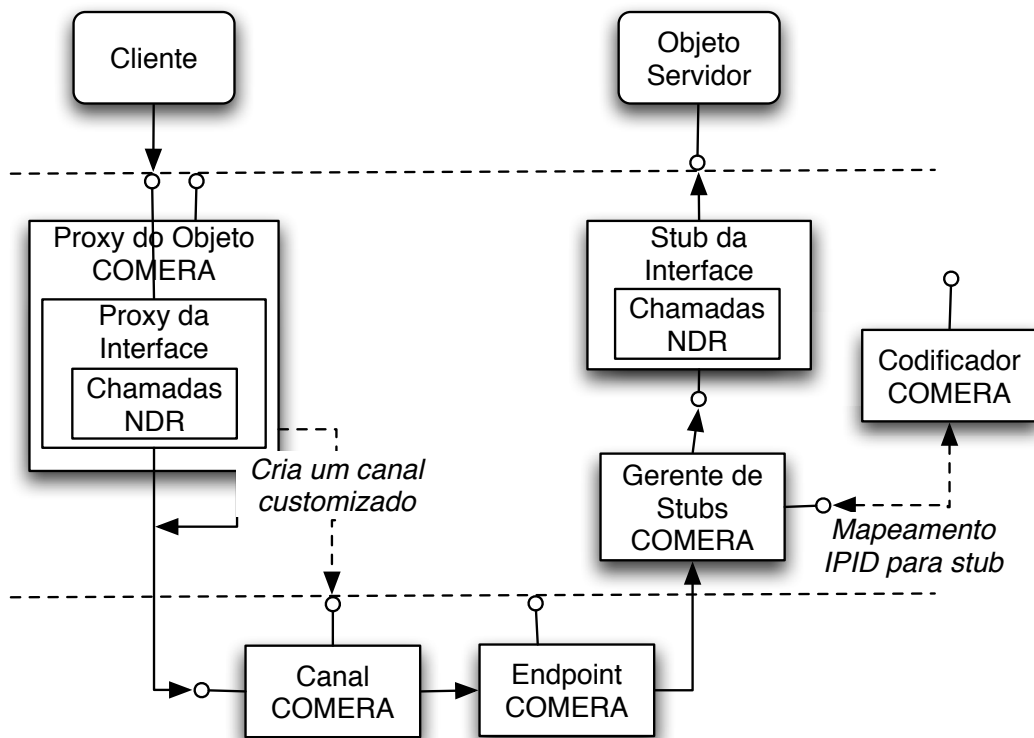 Cliente
Objeto
Servidor
Proxy do Objeto
COMERA
Proxy da
Interface
Chamadas
NDR
Cria um canal
customizado
Stub da
Interface
Chamadas
NDR
Codificador
COMERA
Gerente de
Stubs
COMERA
Mapeamento
IPID para stub
Canal
COMERA
Endpoint
COMERA